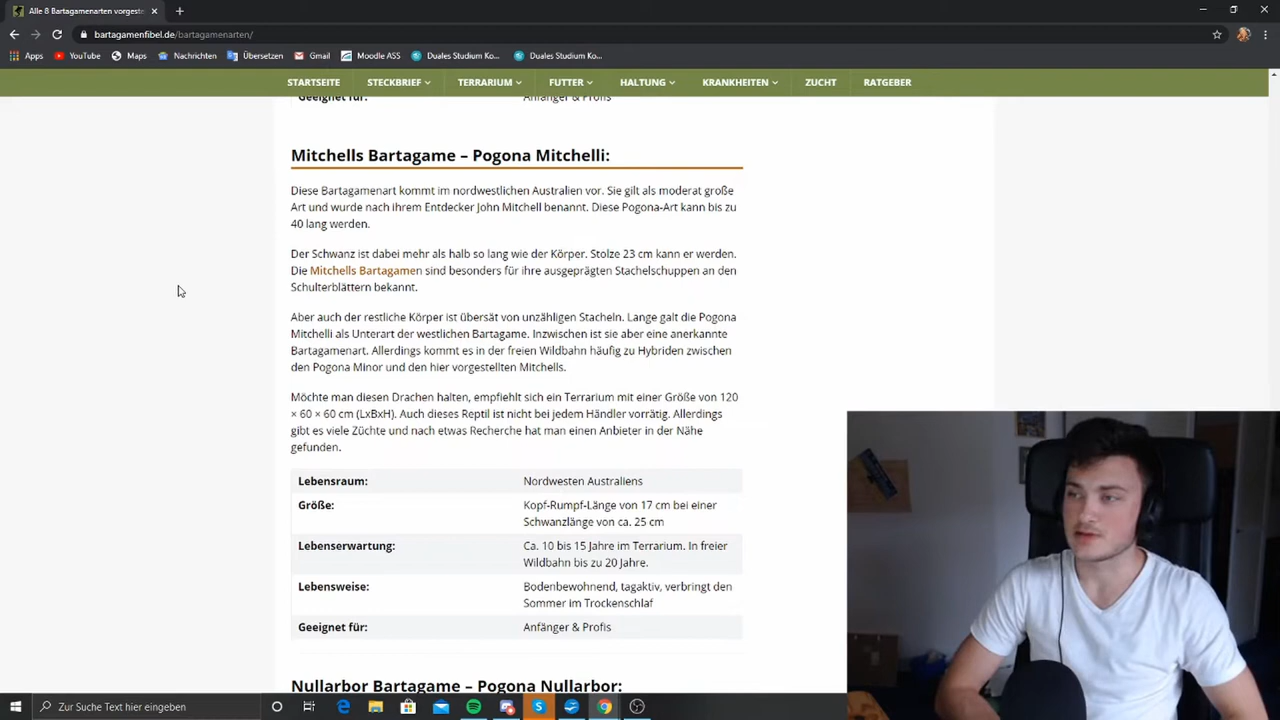 Alle 8 Bartagamenarten vorgest
bartagamenfibel.de/bartagamenarten/
Apps YouTube Maps Nachrichten Übersetzen Gmail Moodle ASS Duales Studium Ko... Duales Studium Ko...
STARTSEITE STECKBRIEF TERRARIUM FUTTER HALTUNG KRANKHEITEN ZUCHT RATGEBER
Geeignet für: Anfänger & Profis
Mitchells Bartagame – Pogona Mitchelli:
Diese Bartagamenart kommt im nordwestlichen Australien vor. Sie gilt als moderat große
Art und wurde nach ihrem Entdecker John Mitchell benannt. Diese Pogona-Art kann bis zu
40 lang werden.
Der Schwanz ist dabei mehr als halb so lang wie der Körper. Stolze 23 cm kann er werden.
Die Mitchells Bartagamen sind besonders für ihre ausgeprägten Stachelschuppen an den
Schulterblättern bekannt.
Aber auch der restliche Körper ist übersät von unzähligen Stacheln. Lange galt die Pogona
Mitchelli als Unterart der westlichen Bartagame. Inzwischen ist sie aber eine anerkannte
Bartagamenart. Allerdings kommt es in der freien Wildbahn häufig zu Hybriden zwischen
den Pogona Minor und den hier vorgestellten Mitchells.
Möchte man diesen Drachen halten, empfiehlt sich ein Terrarium mit einer Größe von 120
× 60 × 60 cm (LxBxH). Auch dieses Reptil ist nicht bei jedem Händler vorrätig. Allerdings
gibt es viele Züchte und nach etwas Recherche hat man einen Anbieter in der Nähe
gefunden.
Lebensraum: Nordwesten Australiens
Größe: Kopf-Rumpf-Länge von 17 cm bei einer
Schwanzlänge von ca. 25 cm
Lebenserwartung: Ca. 10 bis 15 Jahre im Terrarium. In freier
Wildbahn bis zu 20 Jahre.
Lebensweise: Bodenbewohnend, tagaktiv, verbringt den
Sommer im Trockenschlaf
Geeignet für: Anfänger & Profis
Nullarbor Bartagame – Pogona Nullarbor:
Zur Suche Text hier eingeben